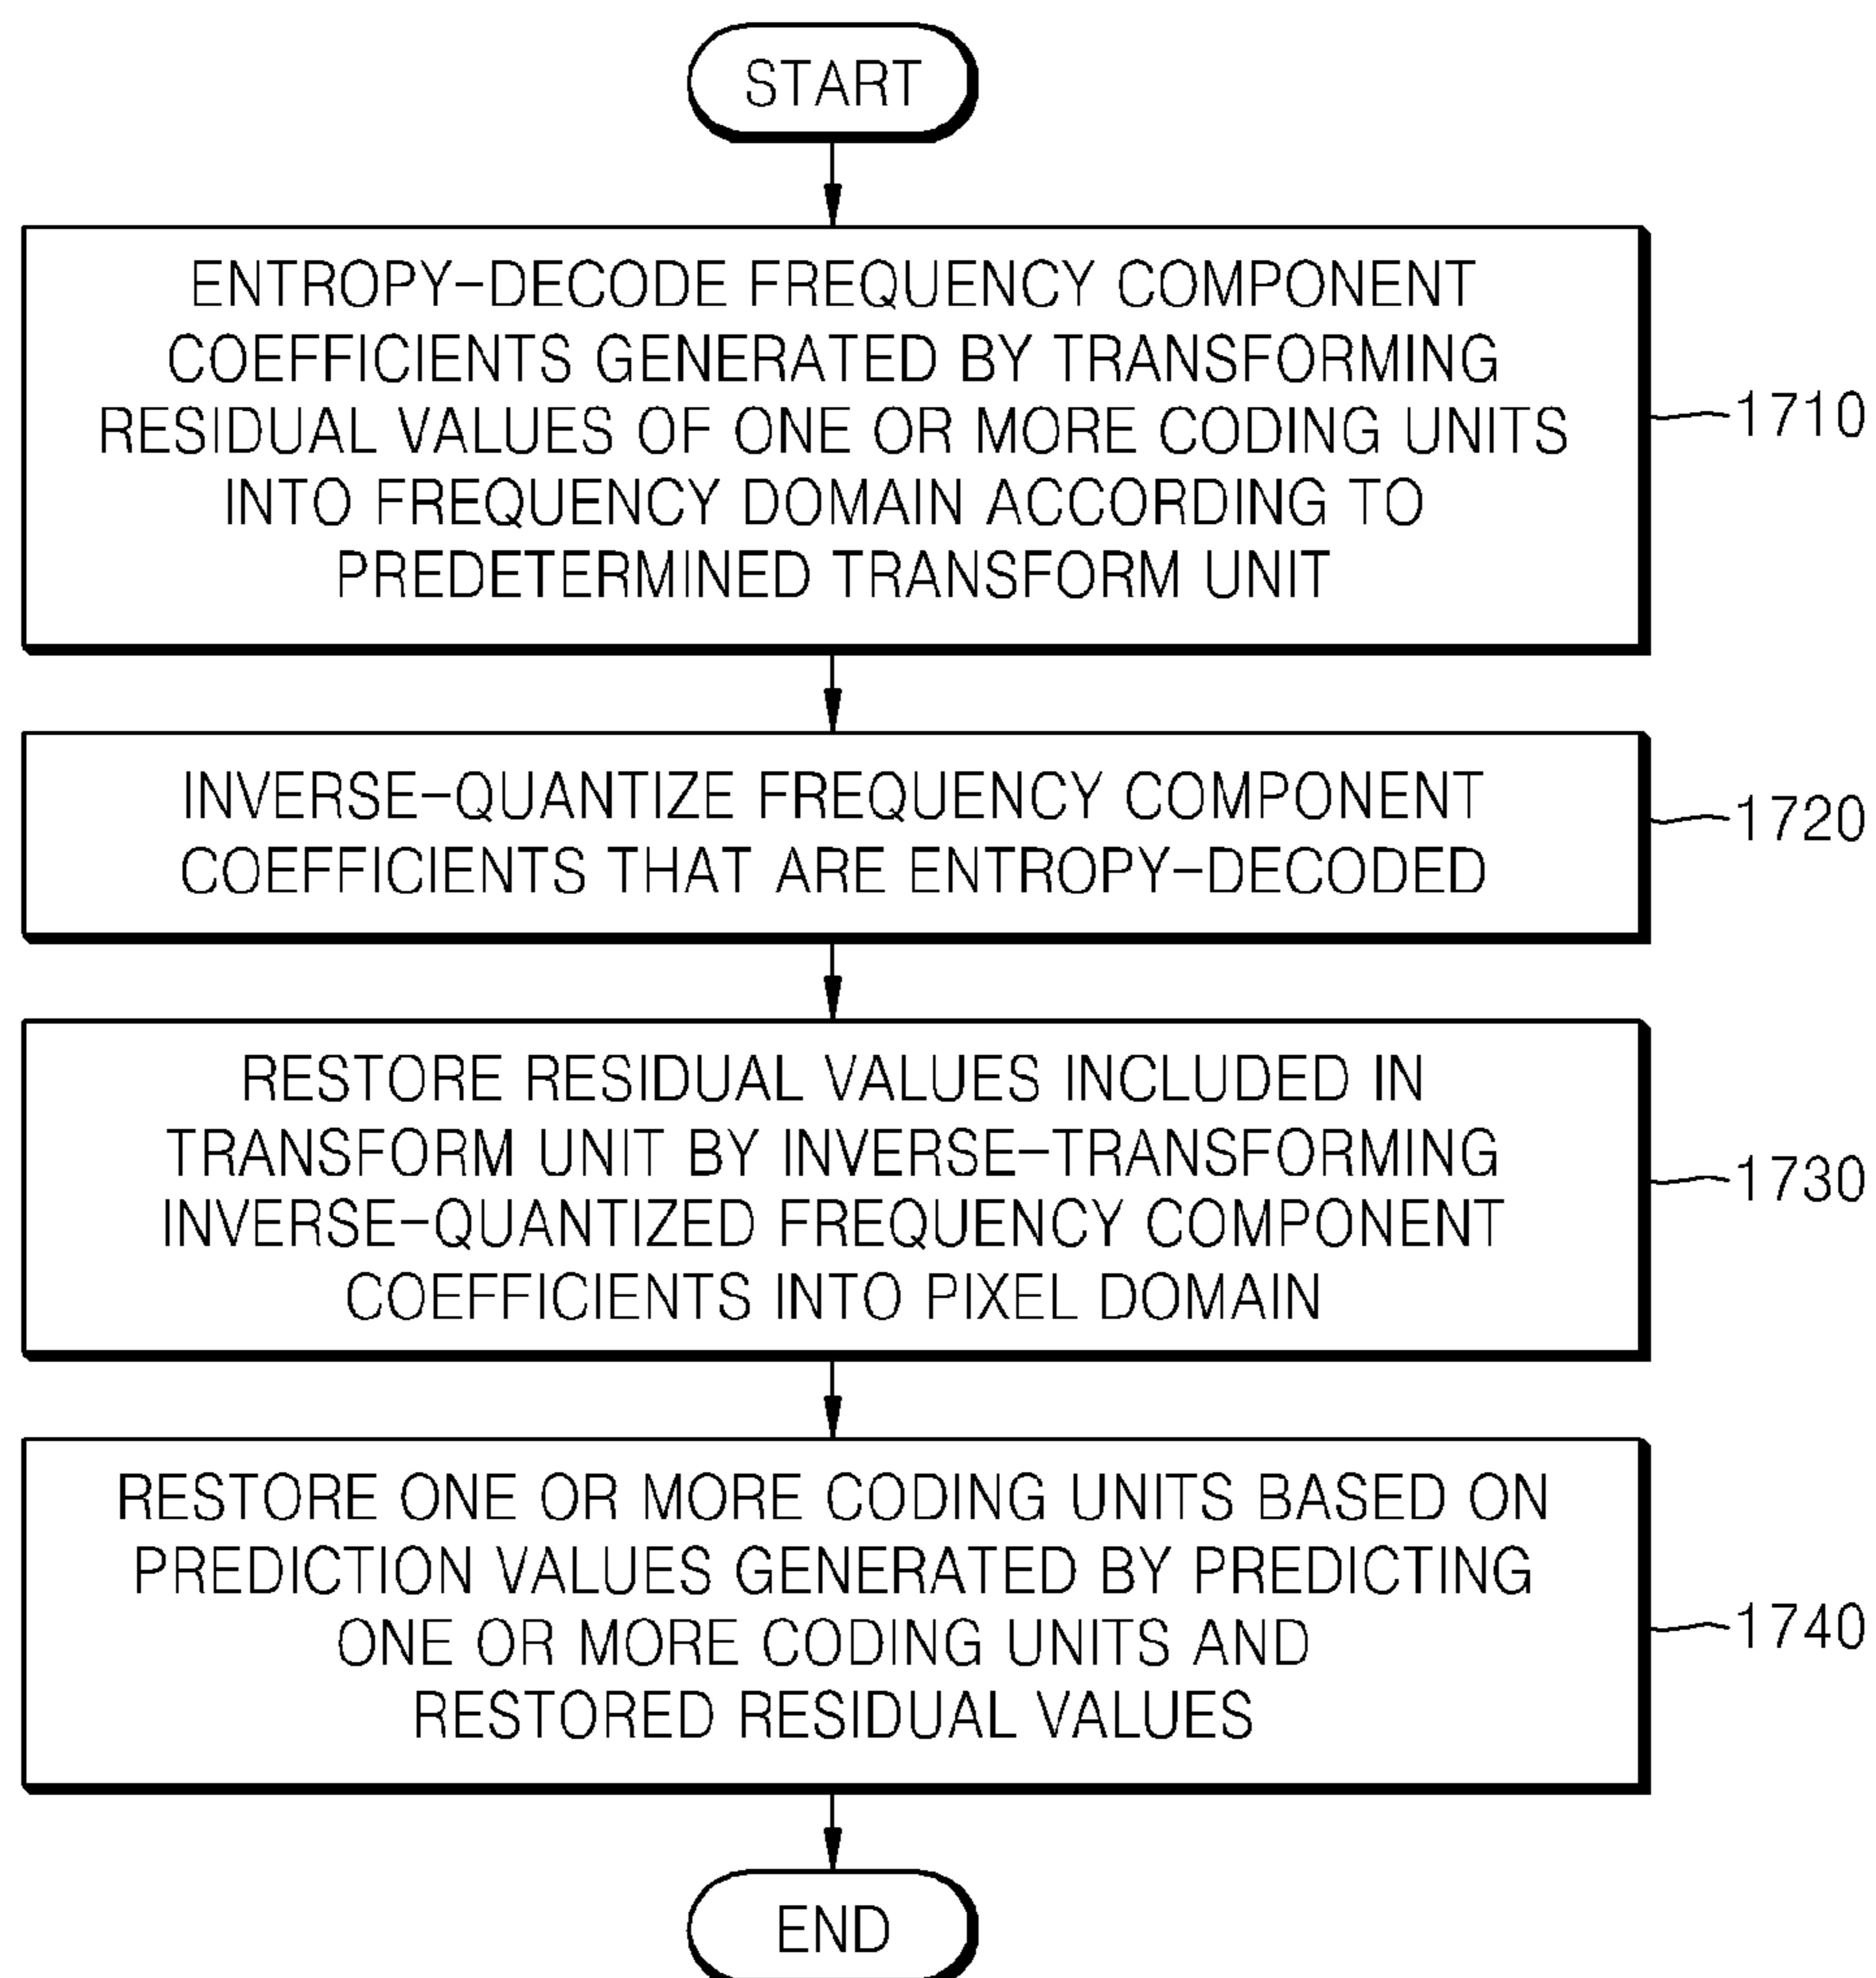 START
ENTROPY-DECODE FREQUENCY COMPONENT
COEFFICIENTS GENERATED BY TRANSFORMING
RESIDUAL VALUES OF ONE OR MORE CODING UNITS
INTO FREQUENCY DOMAIN ACCORDING TO
PREDETERMINED TRANSFORM UNIT
1710
INVERSE-QUANTIZE FREQUENCY COMPONENT
COEFFICIENTS THAT ARE ENTROPY-DECODED
1720
RESTORE RESIDUAL VALUES INCLUDED IN
TRANSFORM UNIT BY INVERSE-TRANSFORMING
INVERSE-QUANTIZED FREQUENCY COMPONENT
COEFFICIENTS INTO PIXEL DOMAIN
1730
RESTORE ONE OR MORE CODING UNITS BASED ON
PREDICTION VALUES GENERATED BY PREDICTING
ONE OR MORE CODING UNITS AND
RESTORED RESIDUAL VALUES
1740
END